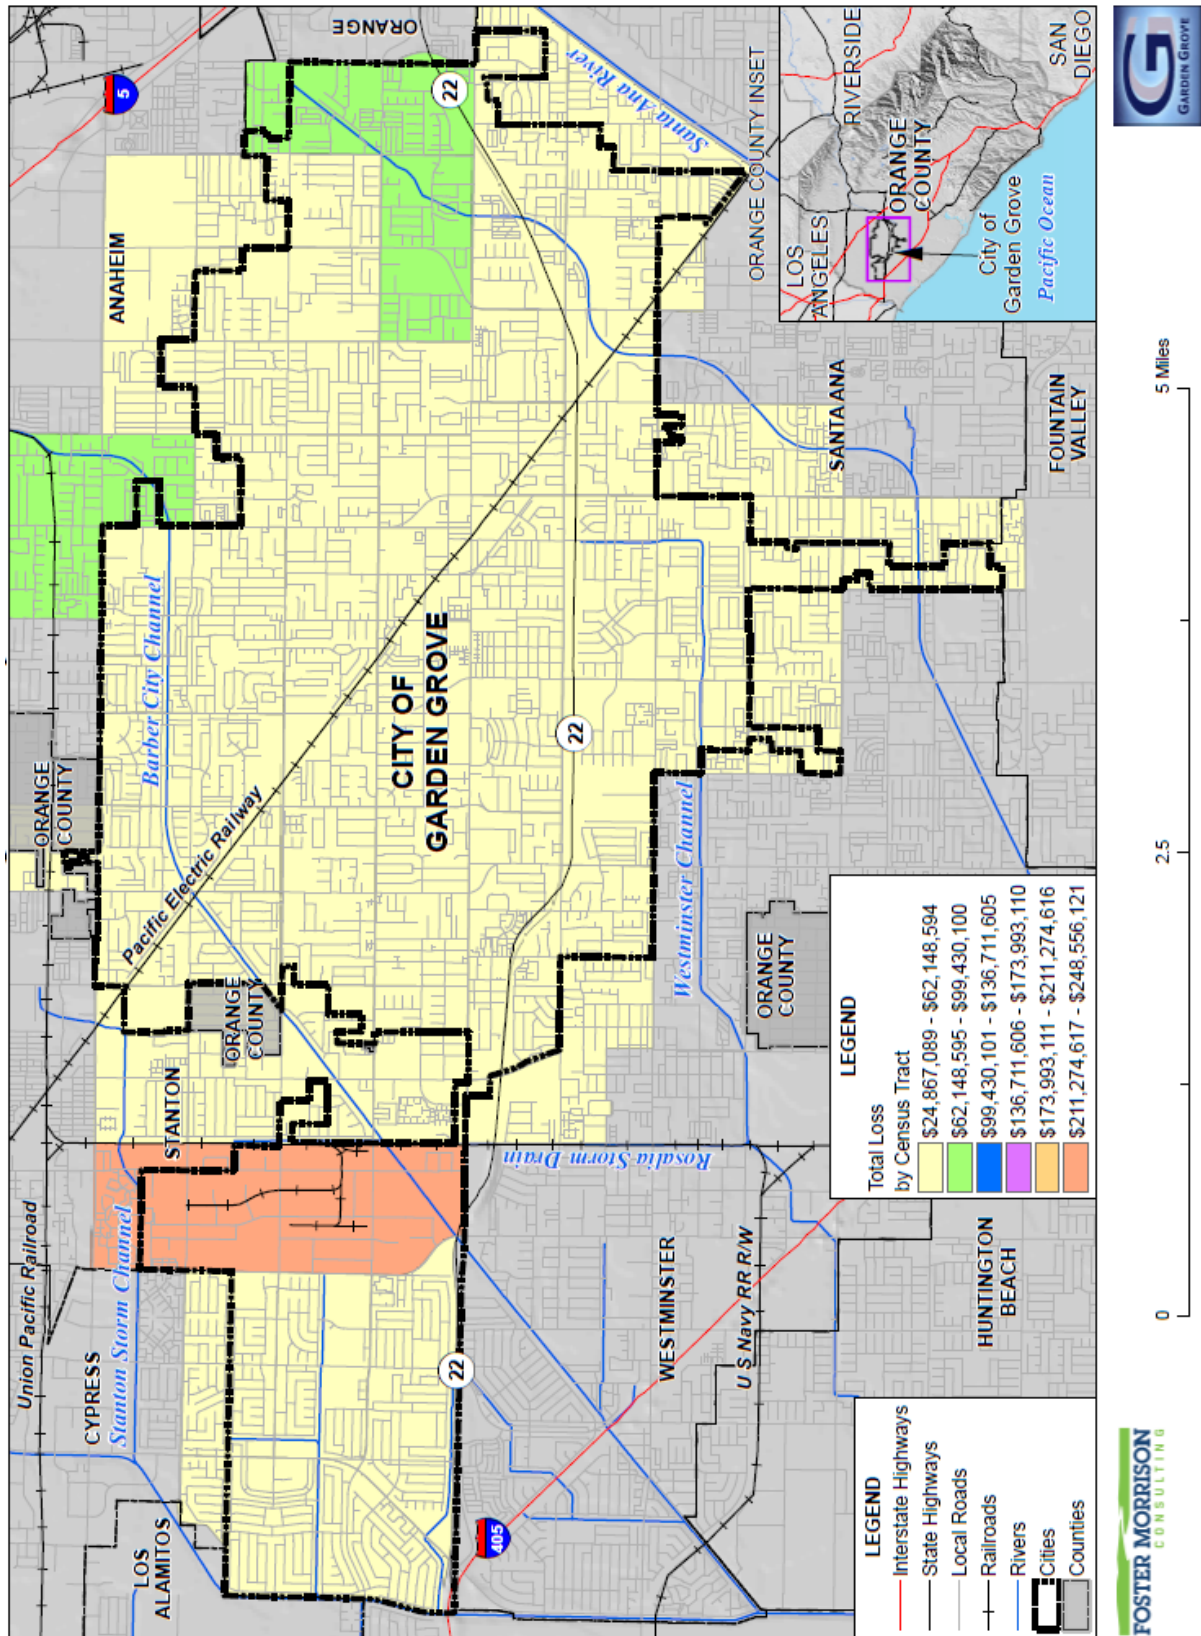 Union Pacific Railroad
CYPRESS
Stanton Storm Channel
LOS
ALAMITOS
STANTON
Pacific Electric Railway
ORANGE
COUNTY
Barber City Channel
ORANGE
COUNTY
ANAHEIM
5
ORANGE
22
Santa Ana River
CITY OF
GARDEN GROVE
22
22
405
Rosalia Storm Drain
WESTMINSTER
U S Navy RR R/W
HUNTINGTON
BEACH
Westminster Channel
ORANGE
COUNTY
SANTA ANA
FOUNTAIN
VALLEY
LEGEND
Interstate Highways
State Highways
Local Roads
Railroads
Rivers
Cities
Counties
LEGEND
Total Loss
by Census Tract
$24,867,089 - $62,148,594
$62,148,595 - $99,430,100
$99,430,101 - $136,711,605
$136,711,606 - $173,993,110
$173,993,111 - $211,274,616
$211,274,617 - $248,556,121
ORANGE COUNTY INSET
LOS
ANGELES
RIVERSIDE
ORANGE
COUNTY
SAN
DIEGO
City of
Garden Grove
Pacific Ocean
FOSTER MORRISON
CONSULTING
0
2.5
5 Miles
G
GARDEN GROVE